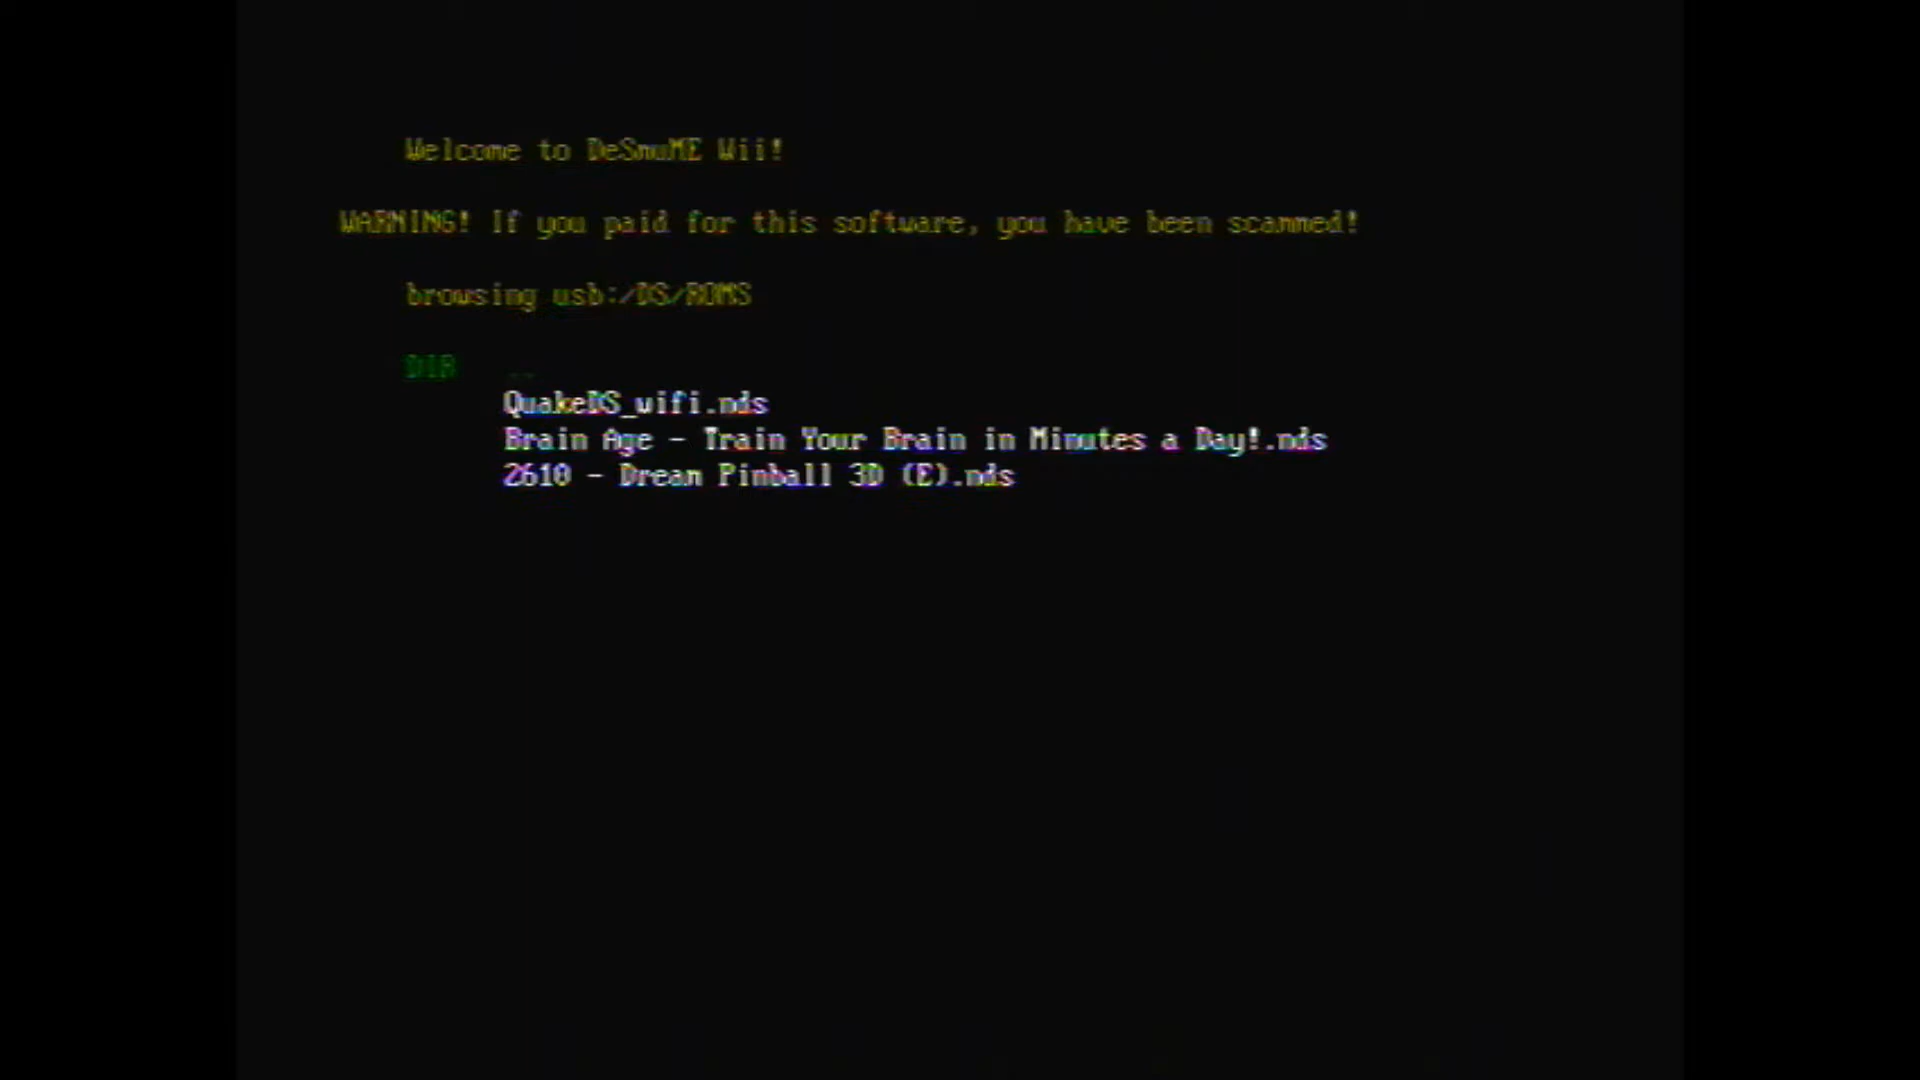 Welcome to DeSmuME Wii!
WARNING! If you paid for this software, you have been scammed!
browsing usb:/DS/ROMS
DIR ..
QuakeDS_wifi.nds
Brain Age - Train Your Brain in Minutes a Day!.nds
2610 - Dream Pinball 3D (E).nds